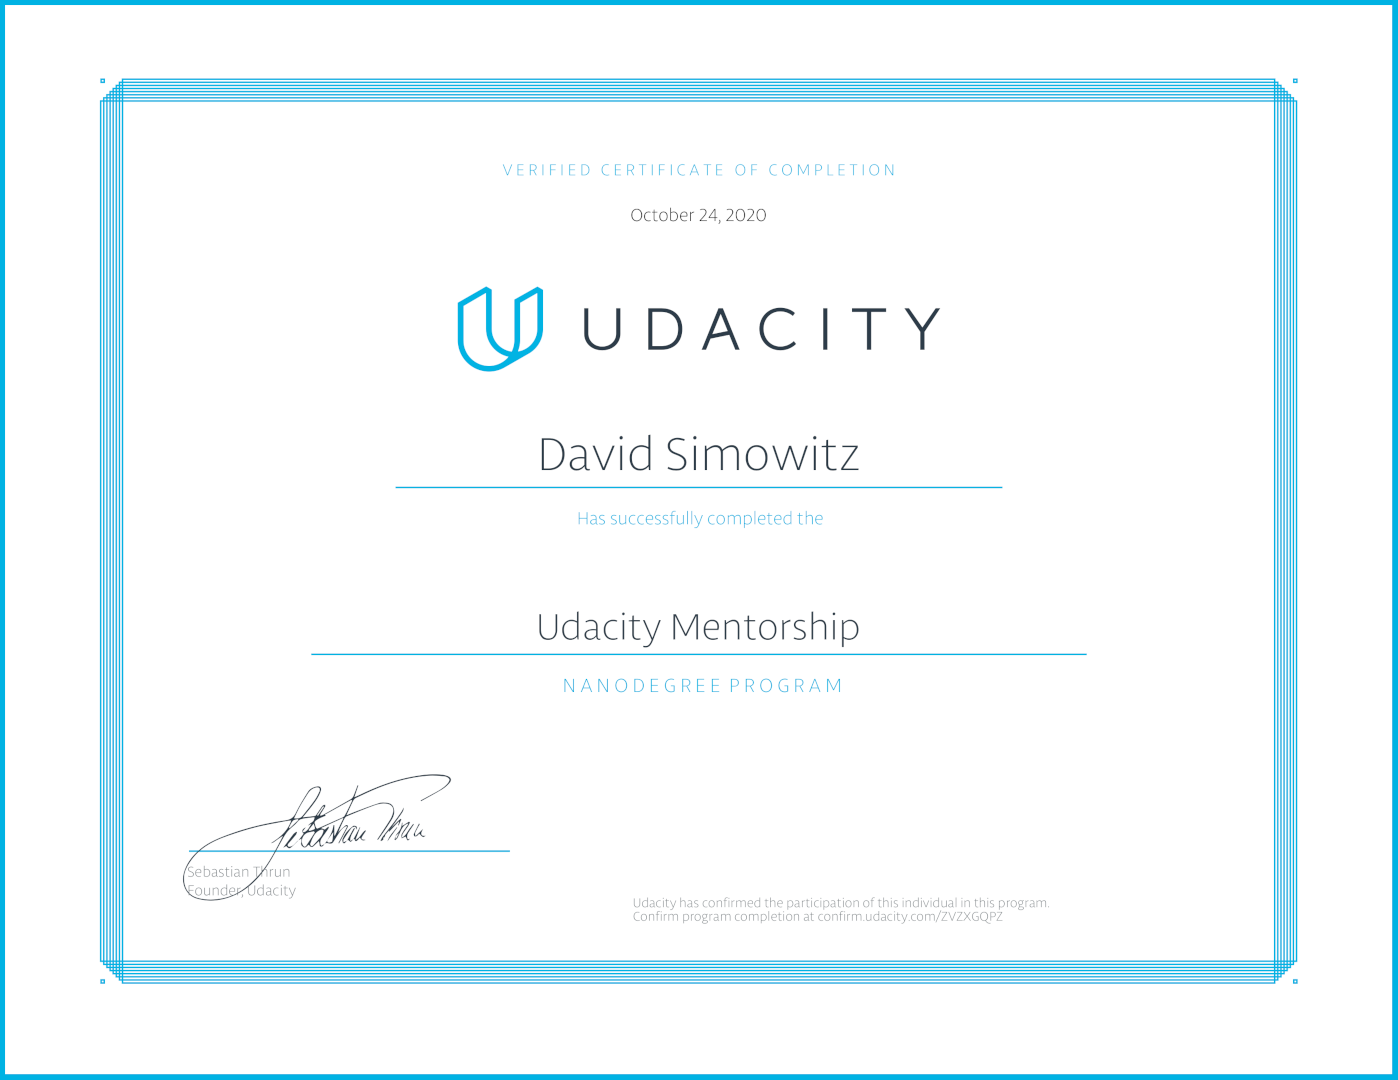 VERIFIED CERTIFICATE OF COMPLETION
October 24, 2020
UDACITY
David Simowitz
Has successfully completed the
Udacity Mentorship
NANODEGREE PROGRAM
Sebastian Thrun
Sebastian Thrun
Founder, Udacity
Udacity has confirmed the participation of this individual in this program.
Confirm program completion at confirm.udacity.com/ZVZXGQPZ